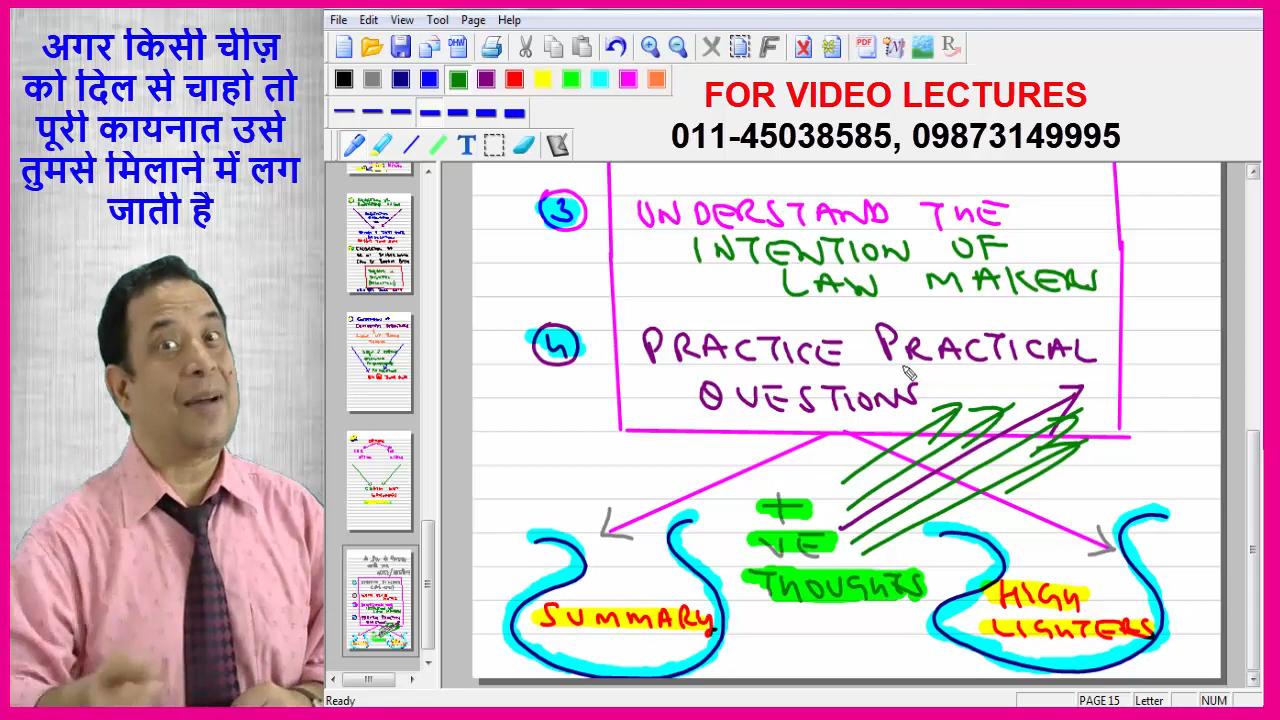 अगर किसी चीज़
को दिल से चाहो तो
पूरी कायनात उसे
तुमसे मिलाने में लग
जाती है
File Edit View Tool Page Help
DHW
PDF
FOR VIDEO LECTURES
011-45038585, 09873149995
3 UNDERSTAND THE
INTENTION OF
LAW MAKERS
4 PRACTICE PRACTICAL
QUESTIONS
+
VE
THOUGHTS
SUMMARY
HIGH
LIGHTERS
Ready
PAGE 15 Letter NUM